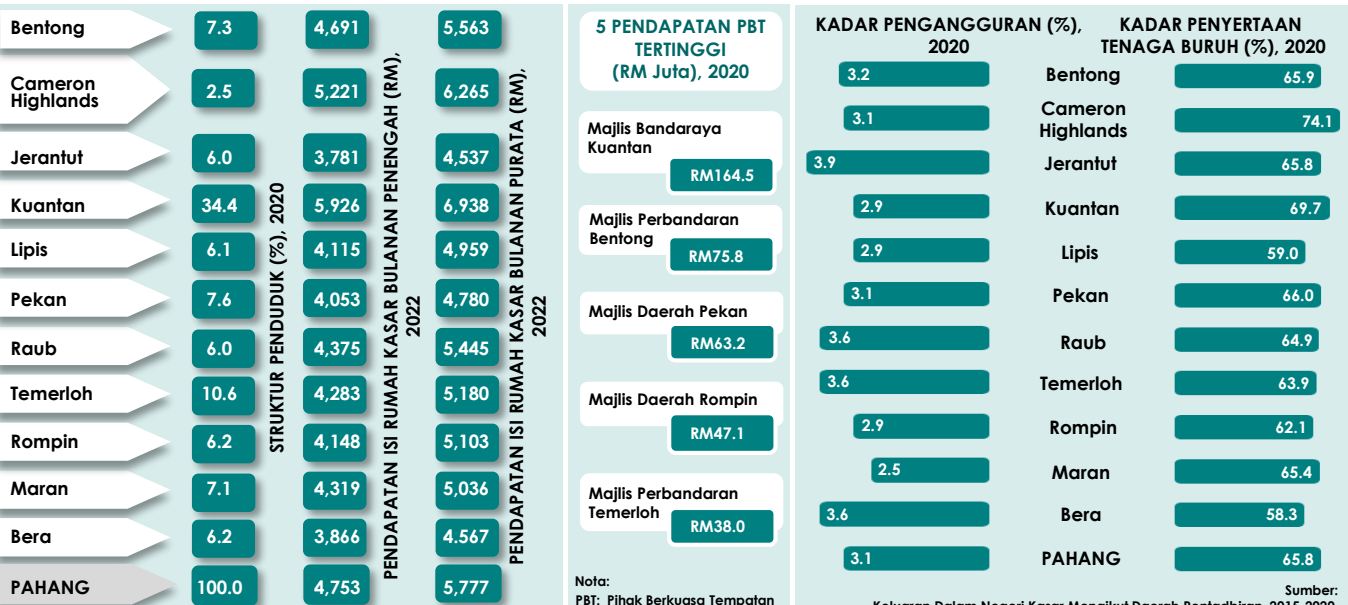 Bentong 7.3 4,691 5,563
Cameron
Highlands 2.5 5,221 6,265
Jerantut 6.0 3,781 4,537
Kuantan 34.4 5,926 6,938
Lipis 6.1 4,115 4,959
Pekan 7.6 4,053 4,780
Raub 6.0 4,375 5,445
Temerloh 10.6 4,283 5,180
Rompin 6.2 4,148 5,103
Maran 7.1 4,319 5,036
Bera 6.2 3,866 4.567
PAHANG 100.0 4,753 5,777
STRUKTUR PENDUDUK (%), 2020
PENDAPATAN ISI RUMAH KASAR BULANAN PENENGAH (RM),
2022
PENDAPATAN ISI RUMAH KASAR BULANAN PURATA (RM),
2022
5 PENDAPATAN PBT
TERTINGGI
(RM Juta), 2020
Majlis Bandaraya
Kuantan
RM164.5
Majlis Perbandaran
Bentong
RM75.8
Majlis Daerah Pekan
RM63.2
Majlis Daerah Rompin
RM47.1
Majlis Perbandaran
Temerloh
RM38.0
Nota:
PBT: Pihak Berkuasa Tempatan
KADAR PENGANGGURAN (%),
2020
KADAR PENYERTAAN
TENAGA BURUH (%), 2020
3.2 Bentong 65.9
3.1 Cameron
Highlands 74.1
3.9 Jerantut 65.8
2.9 Kuantan 69.7
2.9 Lipis 59.0
3.1 Pekan 66.0
3.6 Raub 64.9
3.6 Temerloh 63.9
2.9 Rompin 62.1
2.5 Maran 65.4
3.6 Bera 58.3
3.1 PAHANG 65.8
Sumber:
Keluaran Dalam Negeri Kasar Mengikut Daerah Pentadbiran, 2015-2020